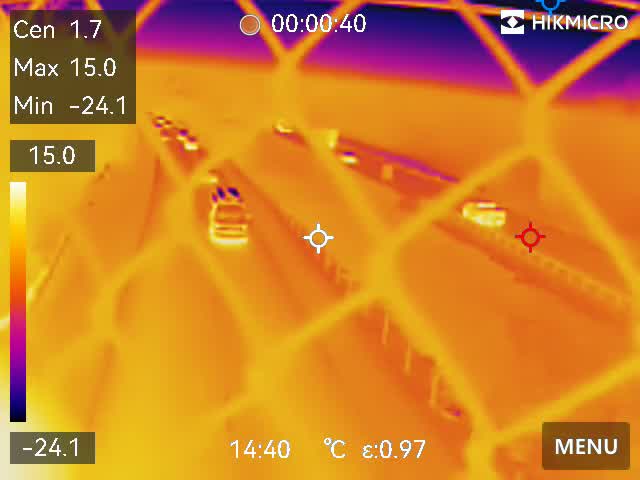 Cen 1.7
00:00:40
HIKMICRO
Max 15.0
Min -24.1
15.0
-24.1
14:40 °C ε:0.97
MENU